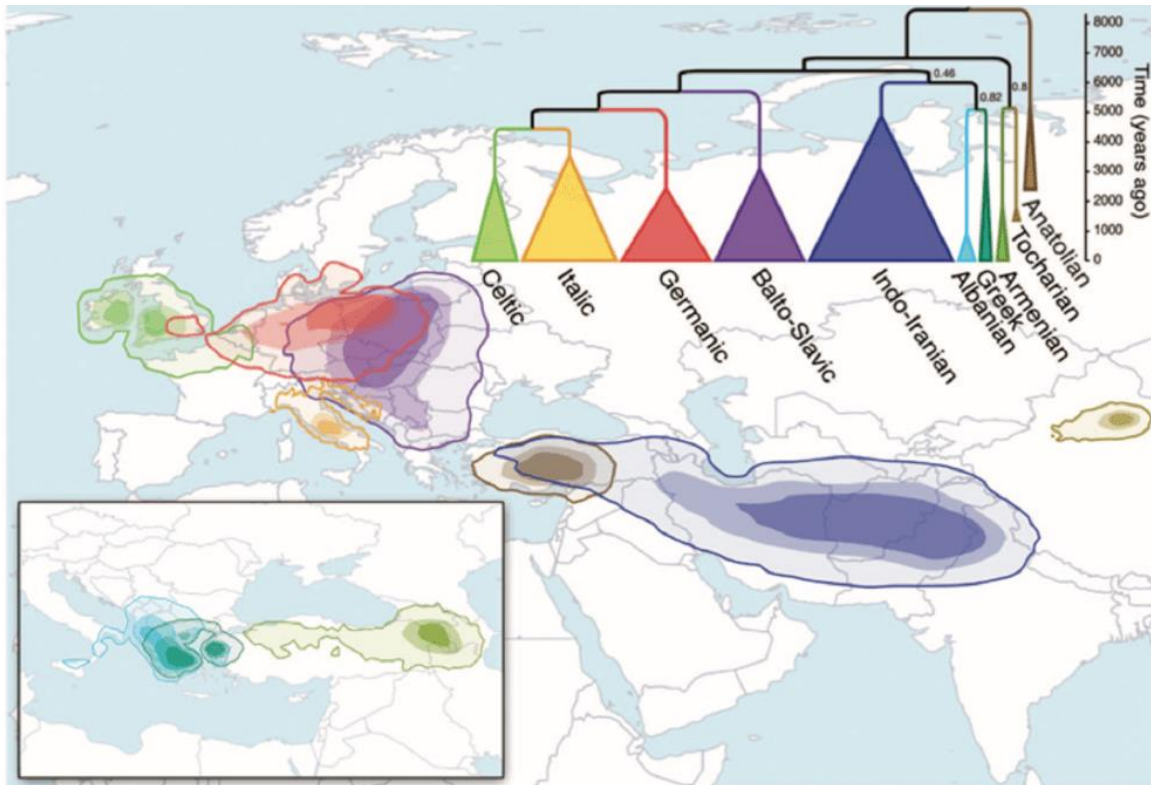 8000
7000
6000
5000
4000
3000
2000
1000
0
Time (years ago)
0.46
0.8
0.82
Celtic
Italic
Germanic
Balto-Slavic
Indo-Iranian
Albanian
Greek
Armenian
Tocharian
Anatolian